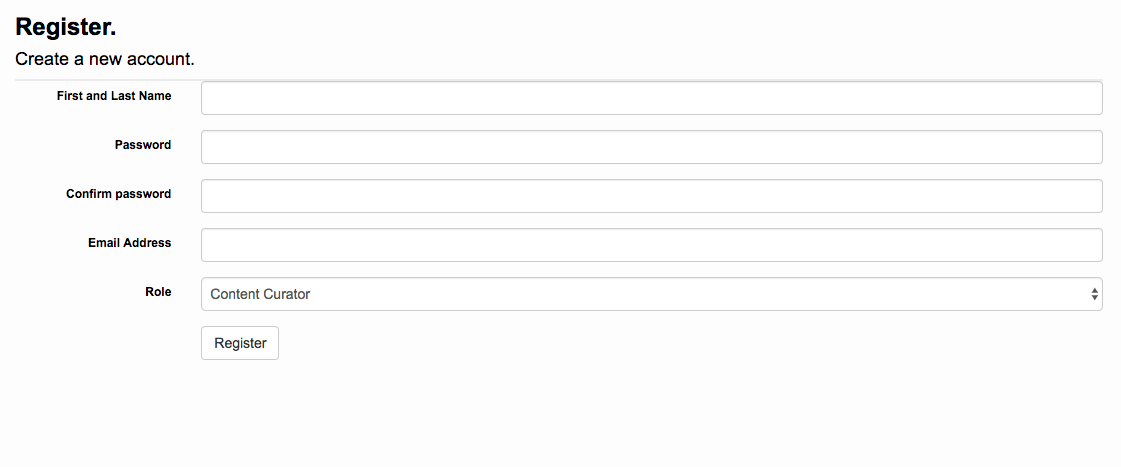 Register.
Create a new account.
First and Last Name
Password
Confirm password
Email Address
Role
Content Curator
Register